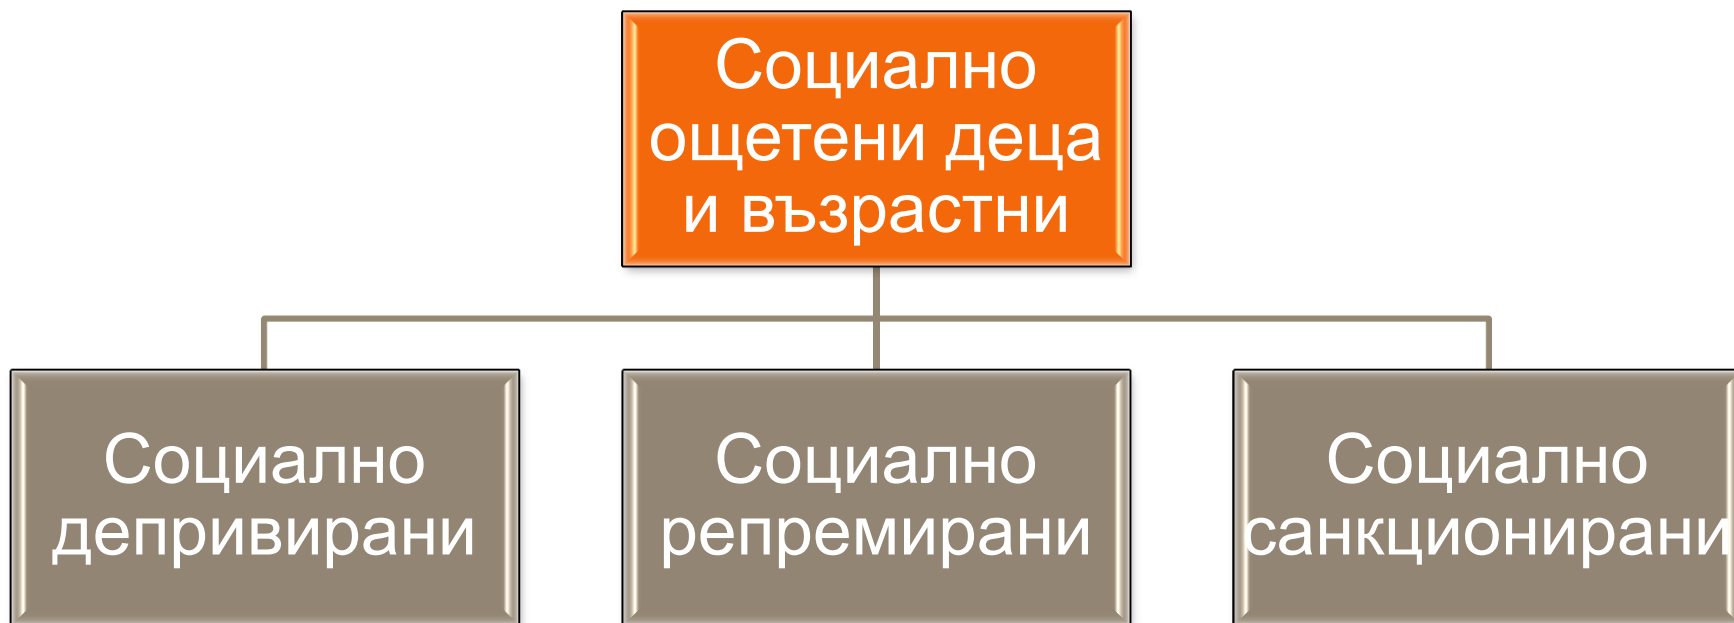 Социално
ощетени деца
и възрастни
Социално
депривирани
Социално
репремирани
Социално
санкционирани